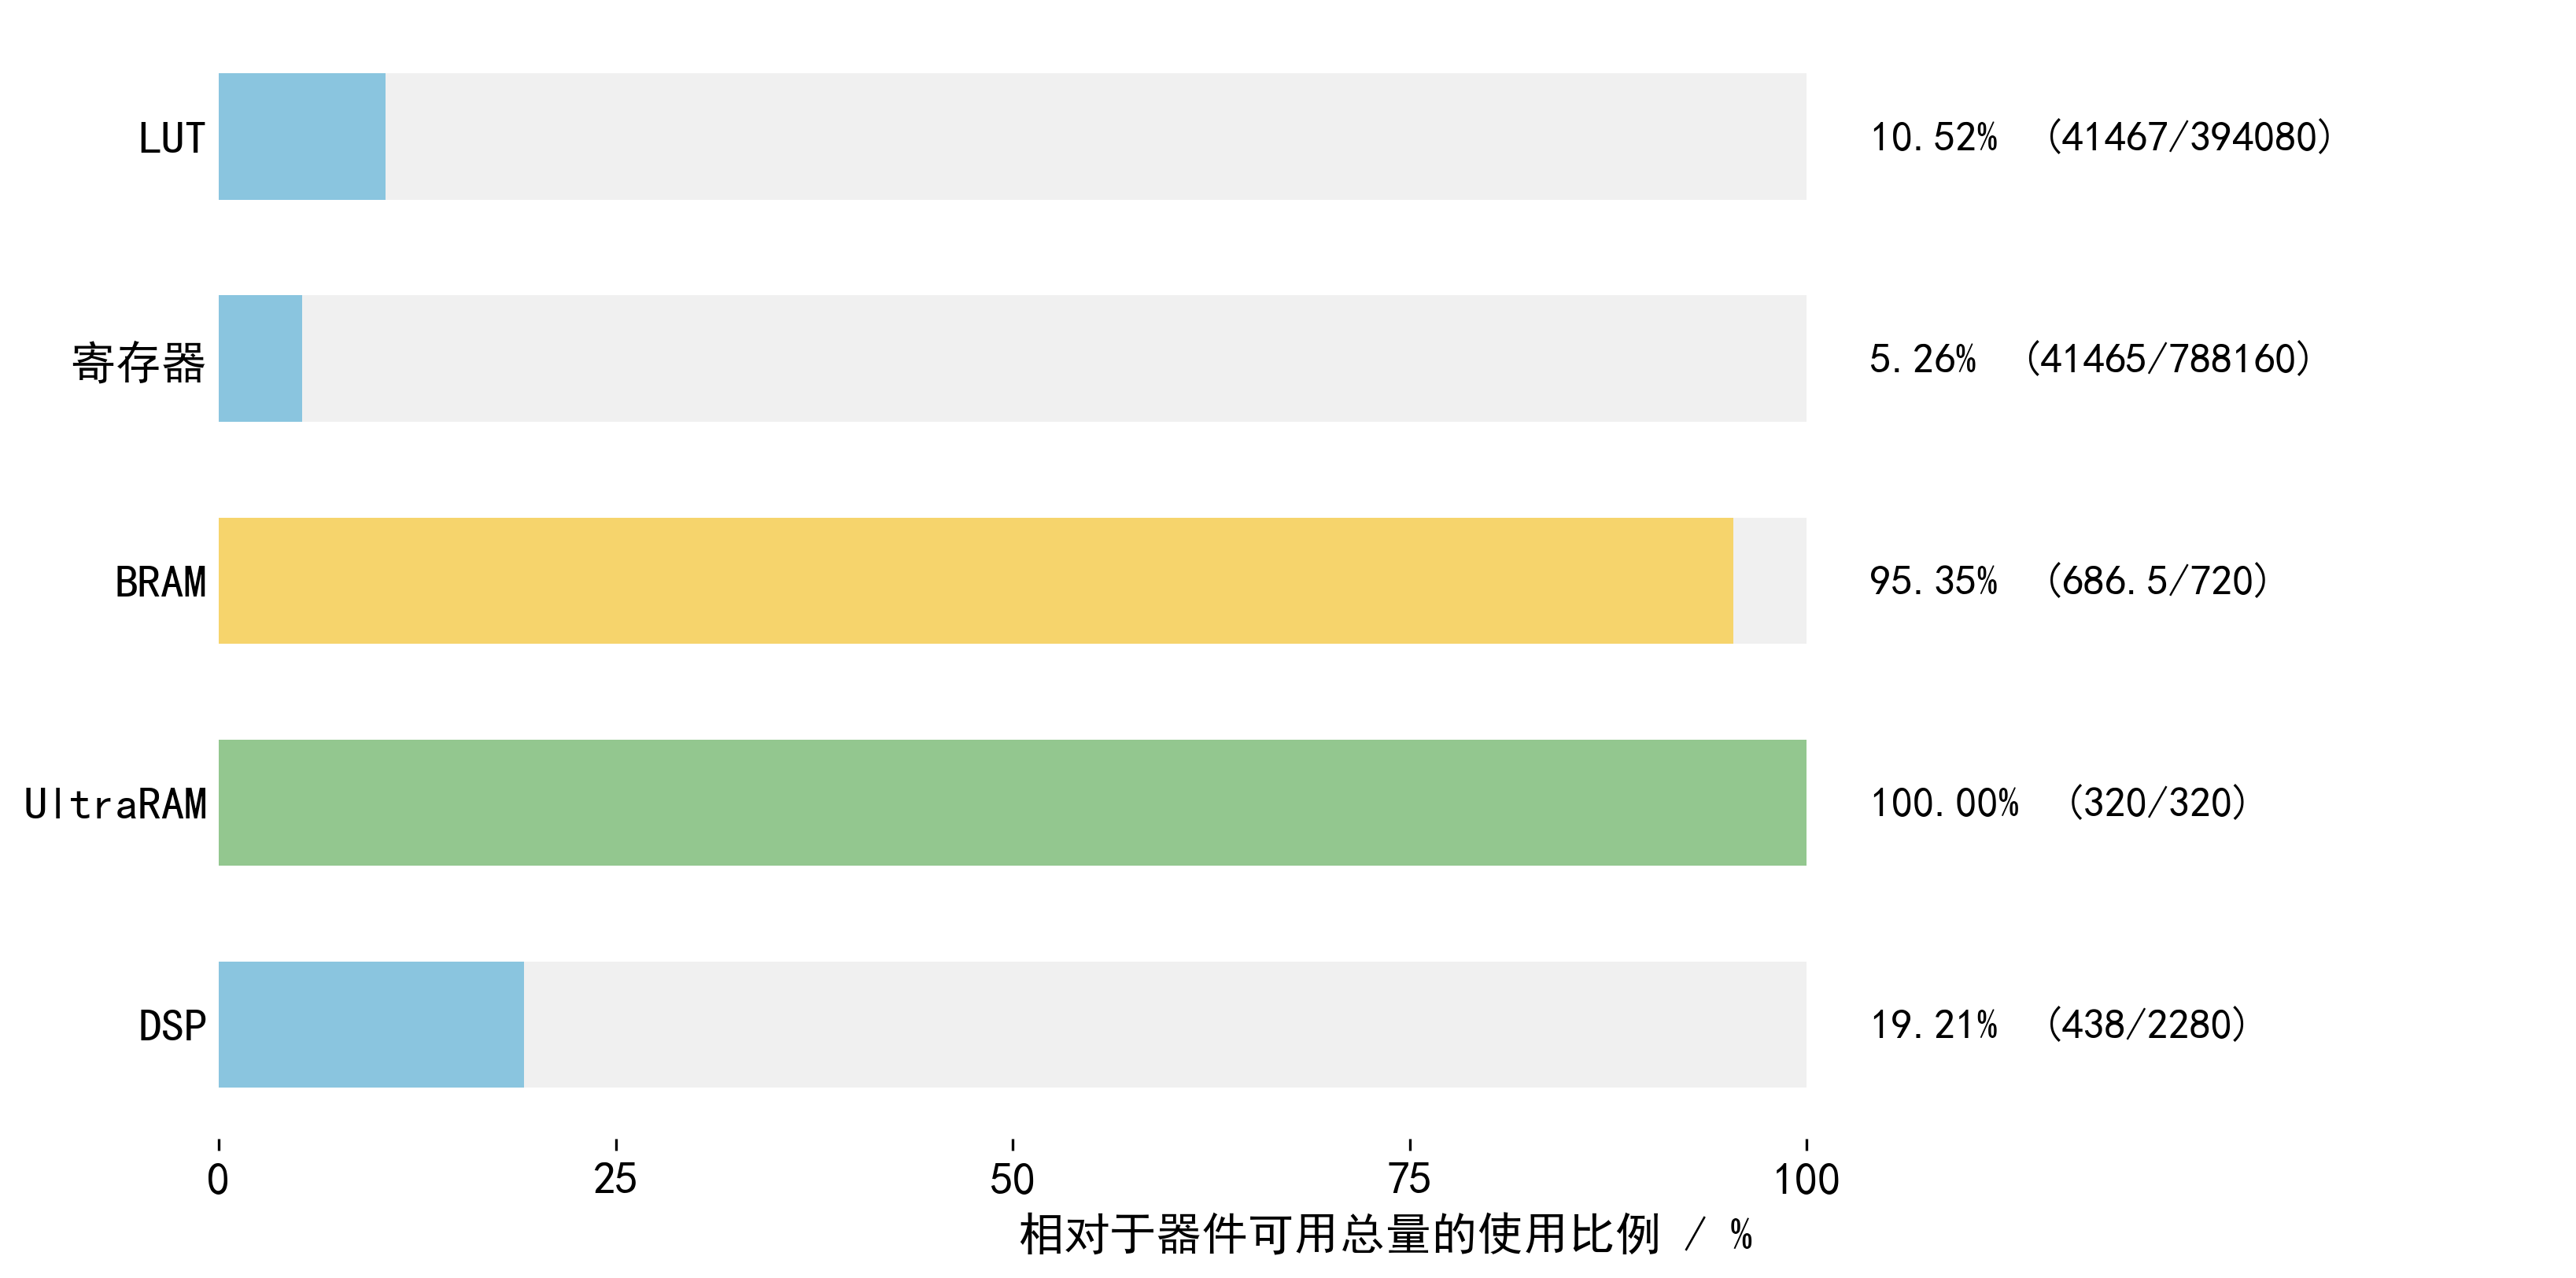 LUT 10.52% (41467/394080)
寄存器 5.26% (41465/788160)
BRAM 95.35% (686.5/720)
UltraRAM 100.00% (320/320)
DSP 19.21% (438/2280)
0 25 50 75 100
相对于器件可用总量的使用比例 / %